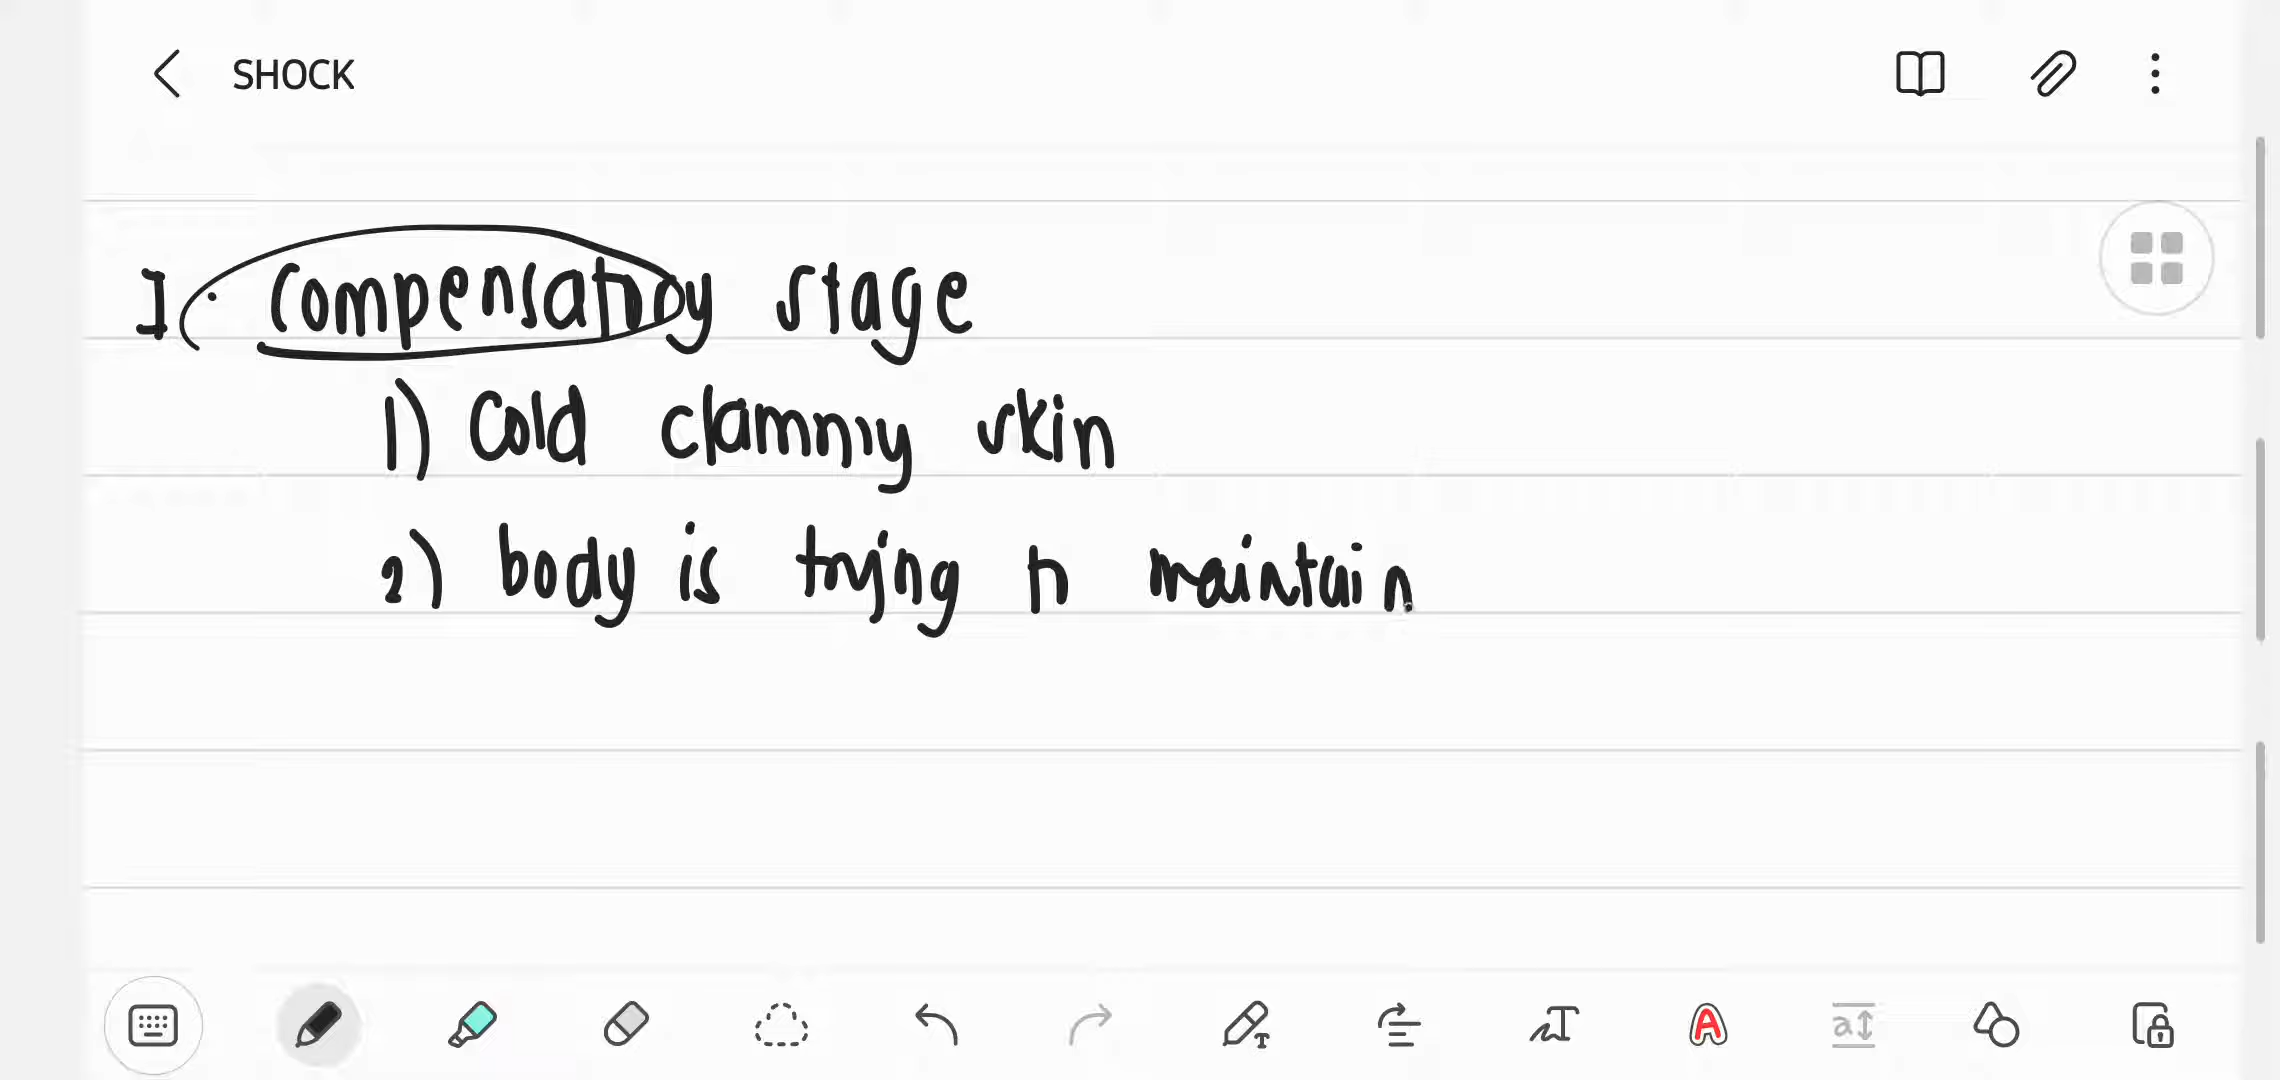 SHOCK
I. Compensatory stage
1) Cold clammy skin
2) body is trying to maintain